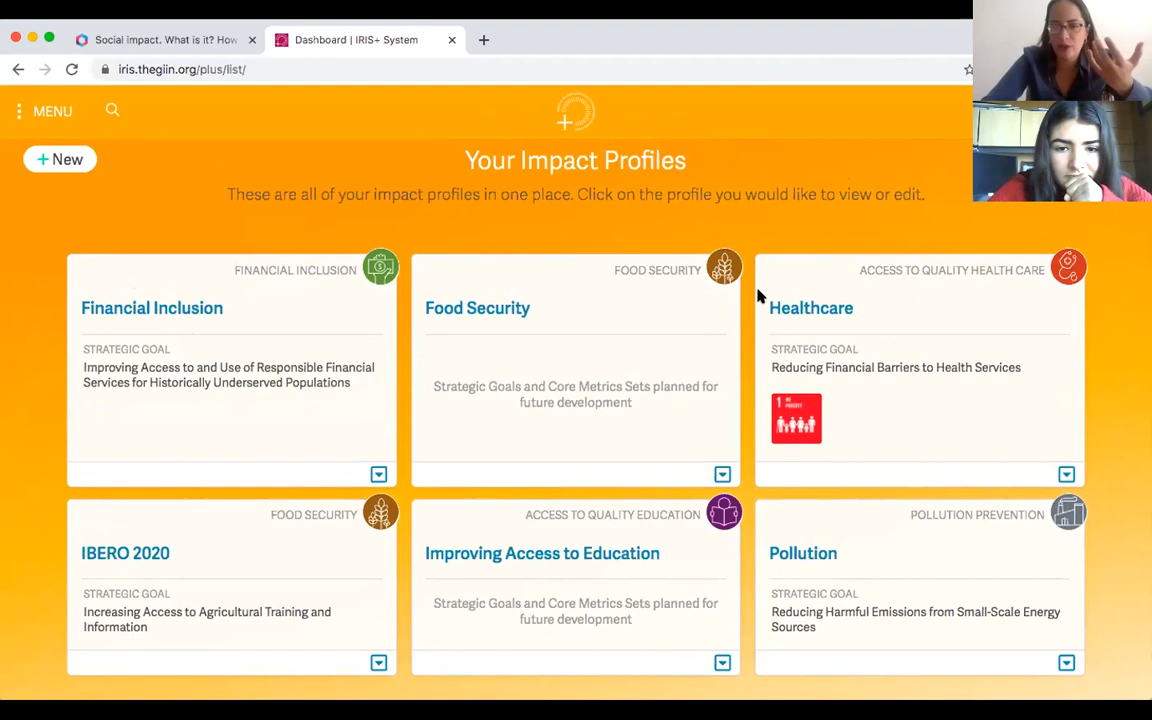 Social impact. What is it? How
Dashboard | IRIS+ System
iris.thegiin.org/plus/list/
MENU
+ New
Your Impact Profiles
These are all of your impact profiles in one place. Click on the profile you would like to view or edit.
FINANCIAL INCLUSION
Financial Inclusion
STRATEGIC GOAL
Improving Access to and Use of Responsible Financial
Services for Historically Underserved Populations
FOOD SECURITY
Food Security
Strategic Goals and Core Metrics Sets planned for
future development
ACCESS TO QUALITY HEALTH CARE
Healthcare
STRATEGIC GOAL
Reducing Financial Barriers to Health Services
1 NO
POVERTY
FOOD SECURITY
IBERO 2020
STRATEGIC GOAL
Increasing Access to Agricultural Training and
Information
ACCESS TO QUALITY EDUCATION
Improving Access to Education
Strategic Goals and Core Metrics Sets planned for
future development
POLLUTION PREVENTION
Pollution
STRATEGIC GOAL
Reducing Harmful Emissions from Small-Scale Energy
Sources